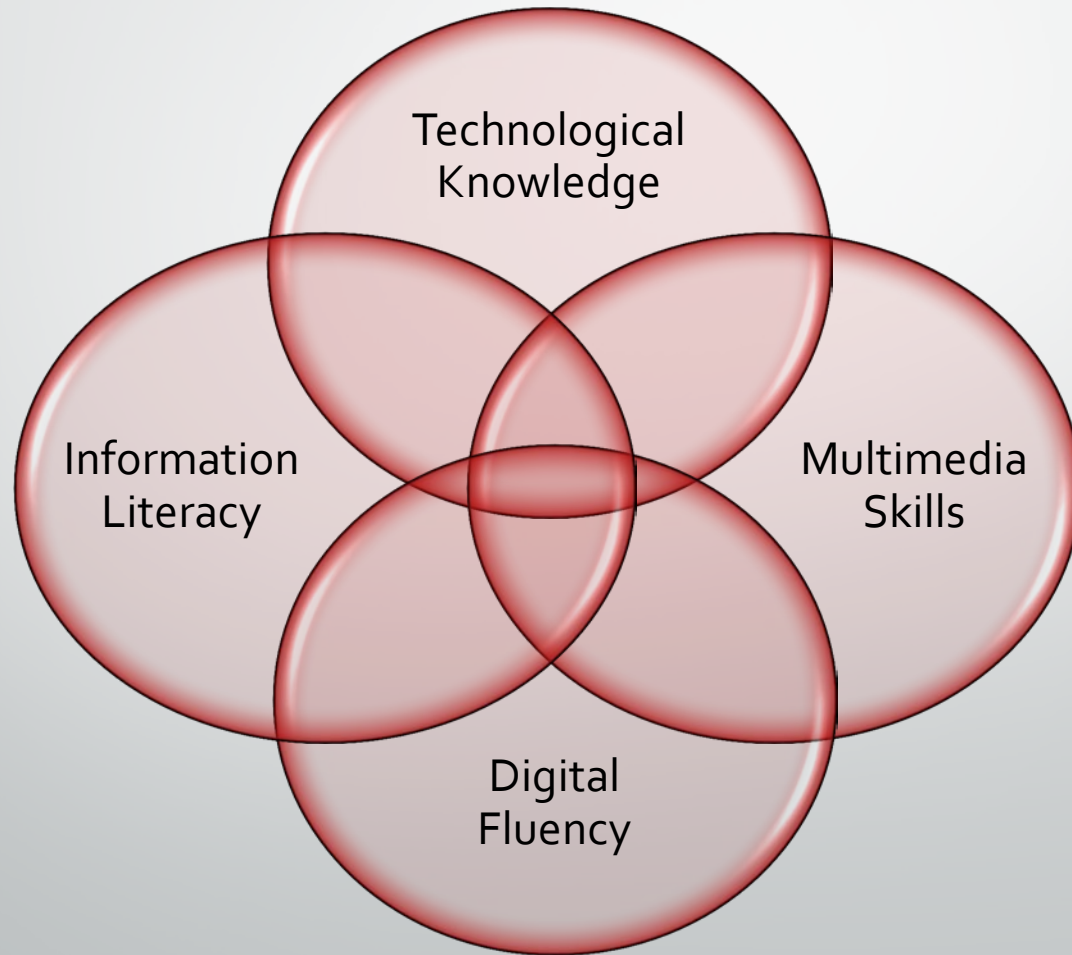 Technological
Knowledge
Information
Literacy
Multimedia
Skills
Digital
Fluency